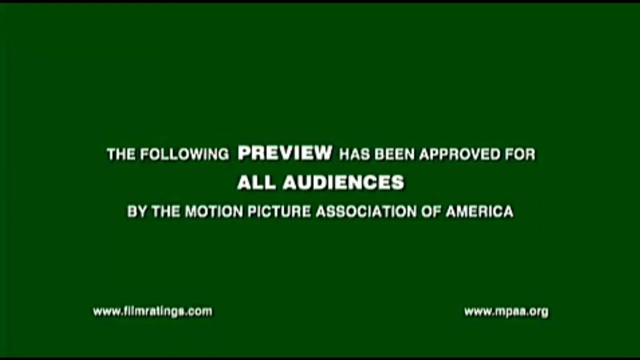 THE FOLLOWING PREVIEW HAS BEEN APPROVED FOR
ALL AUDIENCES
BY THE MOTION PICTURE ASSOCIATION OF AMERICA
www.filmratings.com www.mpaa.org